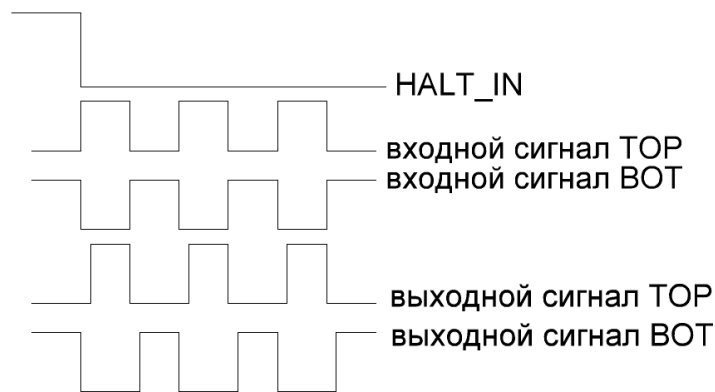 HALT_IN
входной сигнал TOP
входной сигнал BOT
выходной сигнал TOP
выходной сигнал BOT